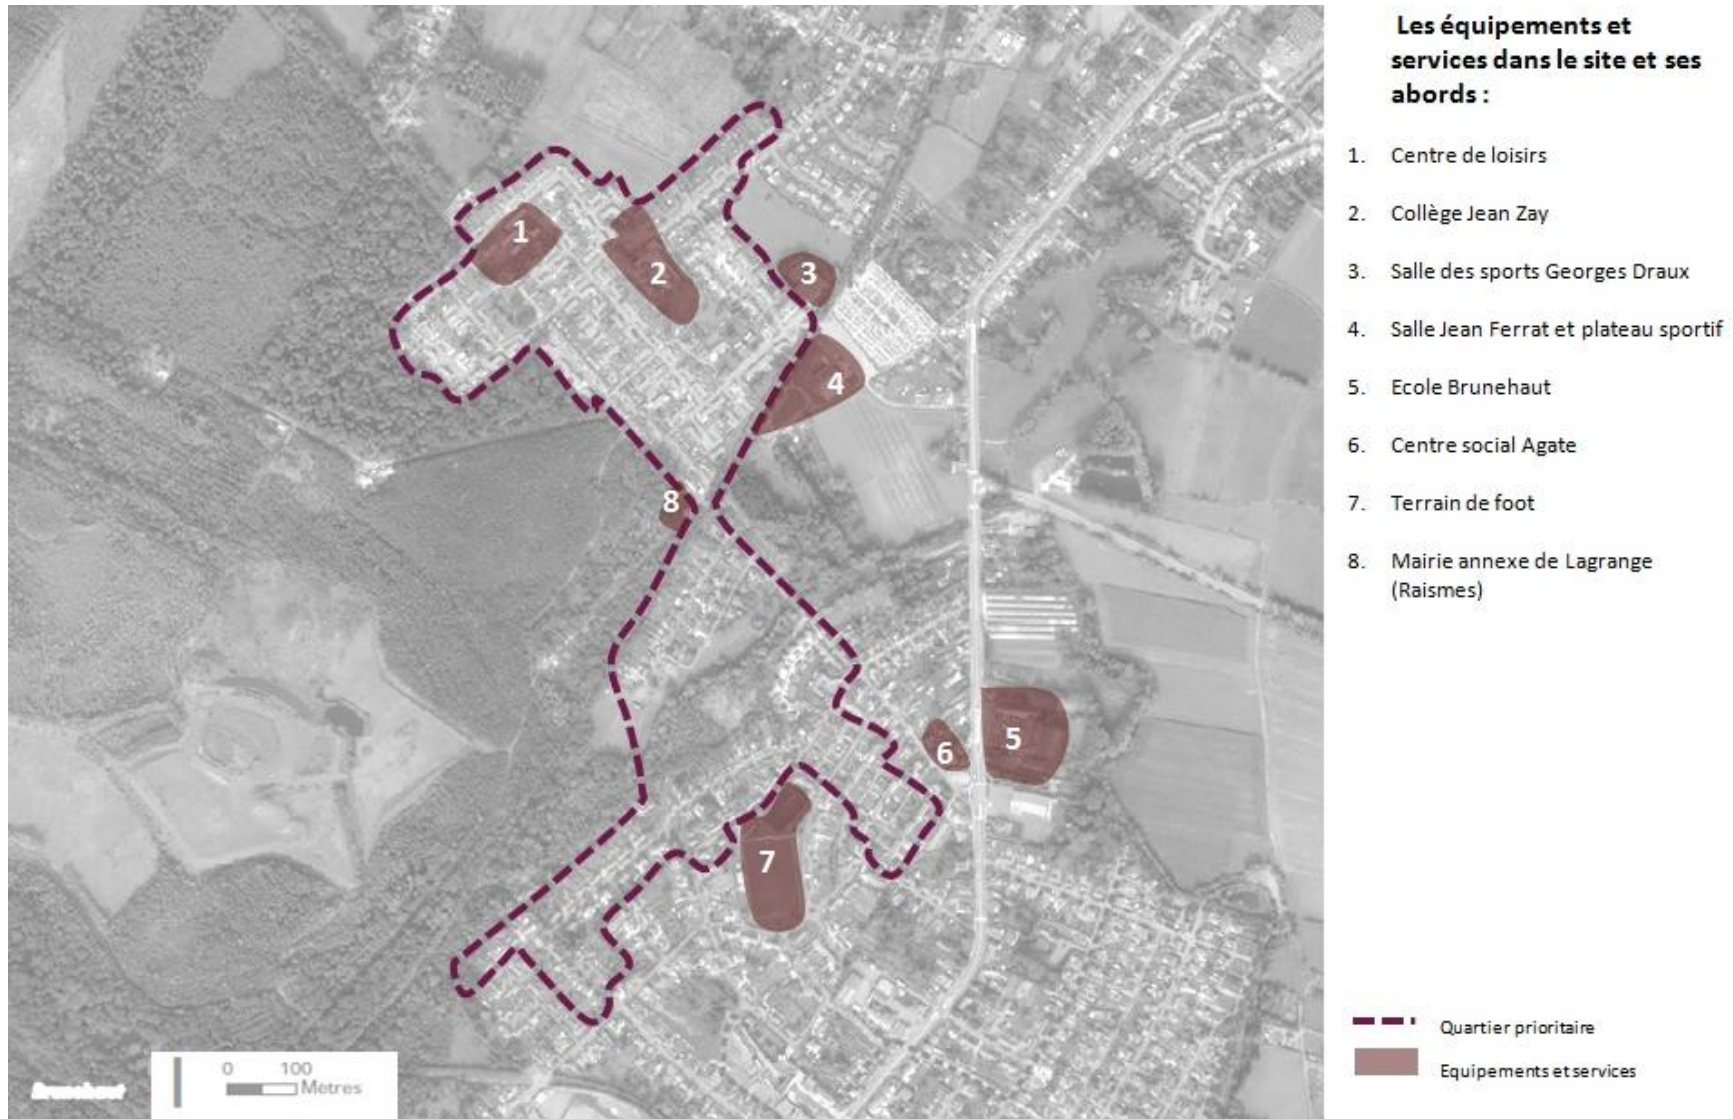 Les équipements et
services dans le site et ses
abords :
1. Centre de loisirs
2. Collège Jean Zay
3. Salle des sports Georges Draux
4. Salle Jean Ferrat et plateau sportif
5. Ecole Brunehaut
6. Centre social Agate
7. Terrain de foot
8. Mairie annexe de Lagrange
(Raismes)
1
2
3
4
8
5
6
7
Quartier prioritaire
Equipements et services
0 100
Metres